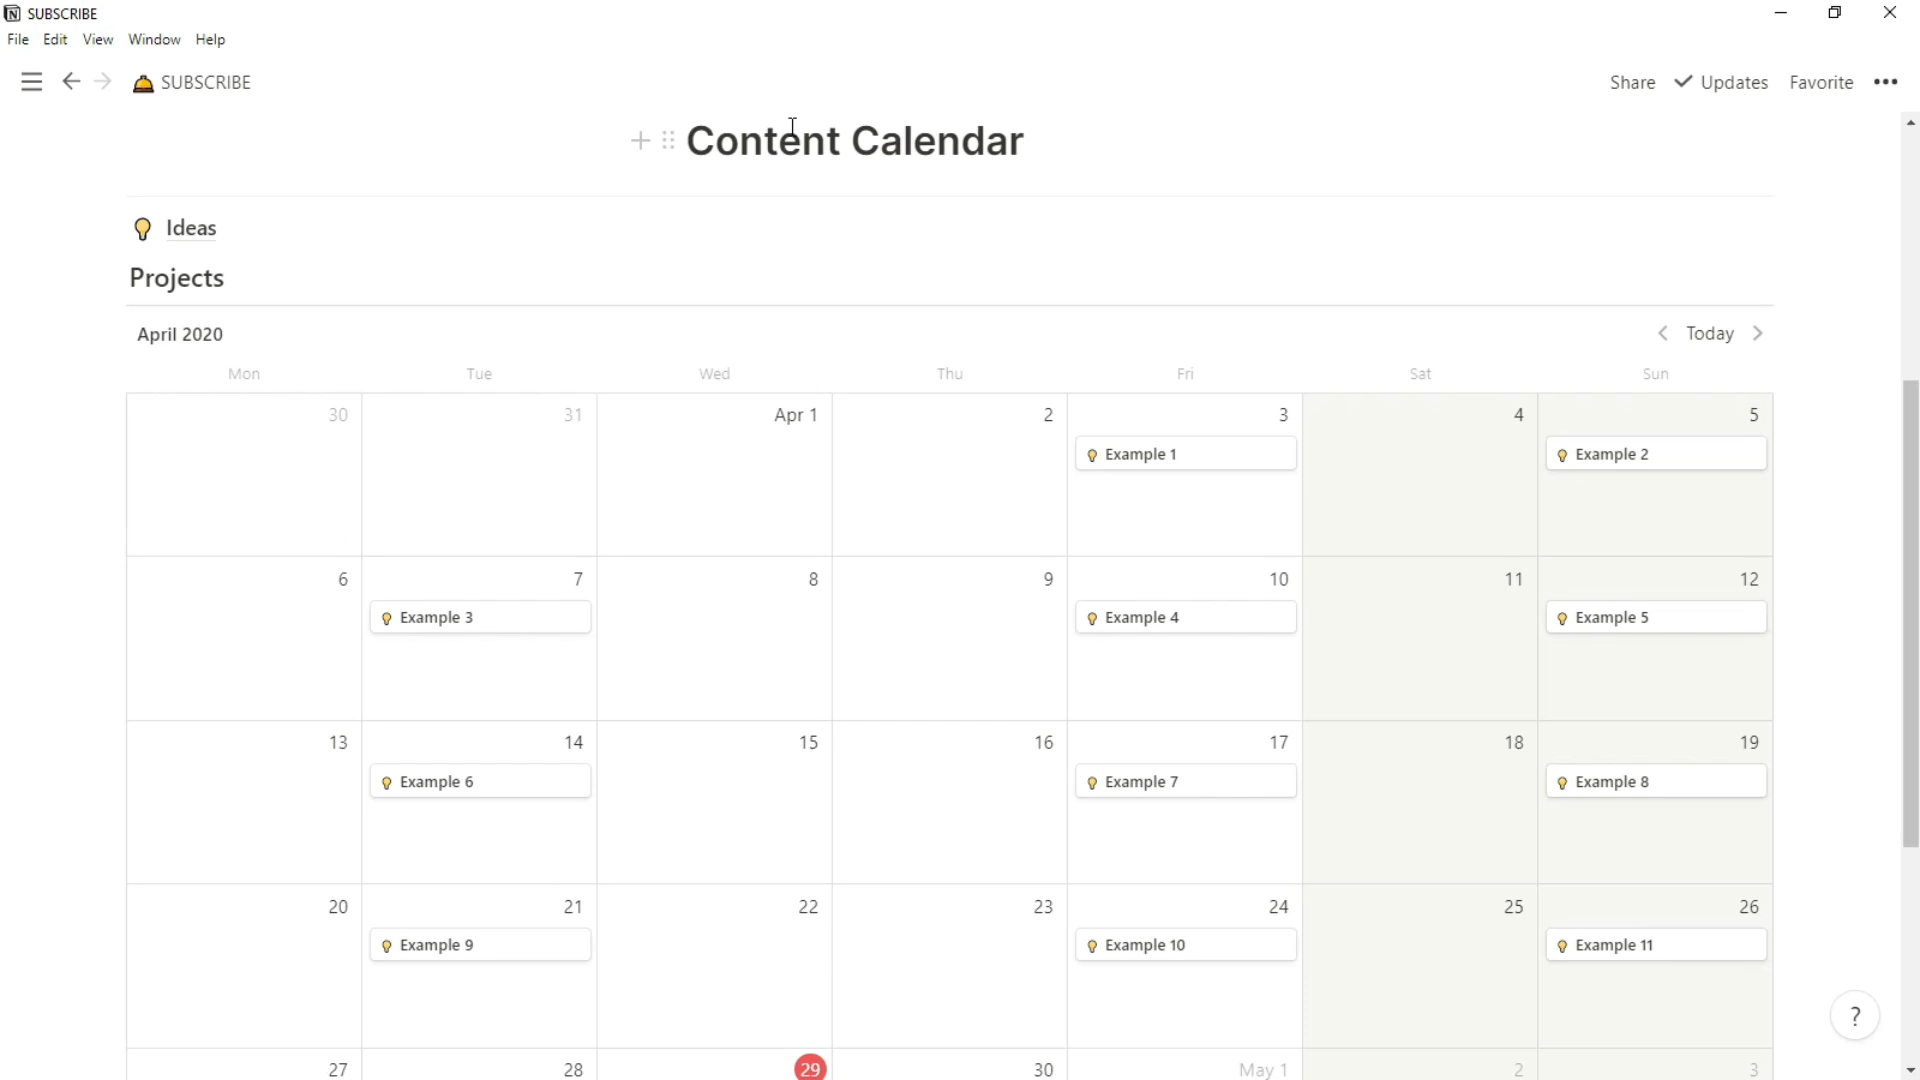 SUBSCRIBE
File Edit View Window Help
SUBSCRIBE
Share Updates Favorite
Content Calendar
Ideas
Projects
April 2020
Today
Mon Tue Wed Thu Fri Sat Sun
30 31 Apr 1 2 3 4 5
Example 1 Example 2
6 7 8 9 10 11 12
Example 3 Example 4 Example 5
13 14 15 16 17 18 19
Example 6 Example 7 Example 8
20 21 22 23 24 25 26
Example 9 Example 10 Example 11
?
27 28 29 30 May 1 2 3